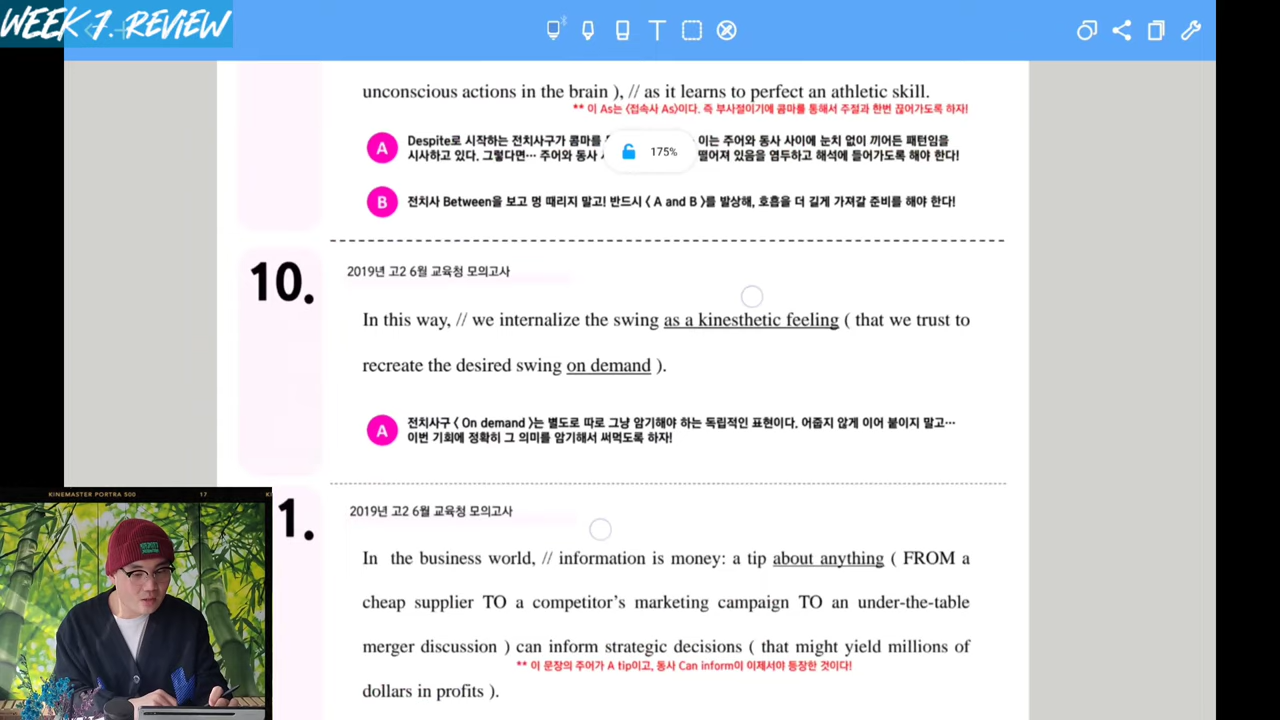 WEEK 7. REVIEW
T
unconscious actions in the brain ), // as it learns to perfect an athletic skill.
** 이 As는 (접속사 As)이다. 즉 부사절이기에 콤마를 통해서 주절과 한번 끊어가도록 하자!
A
Despite로 시작하는 전치사구가 콤마를 이는 주어와 동사 사이에 눈치 없이 끼어든 패턴임을
시사하고 있다. 그렇다면… 주어와 동사 떨어져 있음을 염두하고 해석에 들어가도록 해야 한다!
175%
B
전치사 Between을 보고 멍 때리지 말고! 반드시 ⟨ A and B ⟩를 발상해, 호흡을 더 길게 가져갈 준비를 해야 한다!
10.
2019년 고2 6월 교육청 모의고사
In this way, // we internalize the swing as a kinesthetic feeling ( that we trust to
recreate the desired swing on demand ).
A
전치사구 ⟨ On demand ⟩는 별도로 따로 그냥 암기해야 하는 독립적인 표현이다. 어줍지 않게 이어 붙이지 말고…
이번 기회에 정확히 그 의미를 암기해서 써먹도록 하자!
KINEMASTER PORTRA 500 17 KI
1.
2019년 고2 6월 교육청 모의고사
In the business world, // information is money: a tip about anything ( FROM a
cheap supplier TO a competitor's marketing campaign TO an under-the-table
merger discussion ) can inform strategic decisions ( that might yield millions of
** 이 문장의 주어가 A tip이고, 동사 Can inform이 이제서야 등장한 것이다!
dollars in profits ).